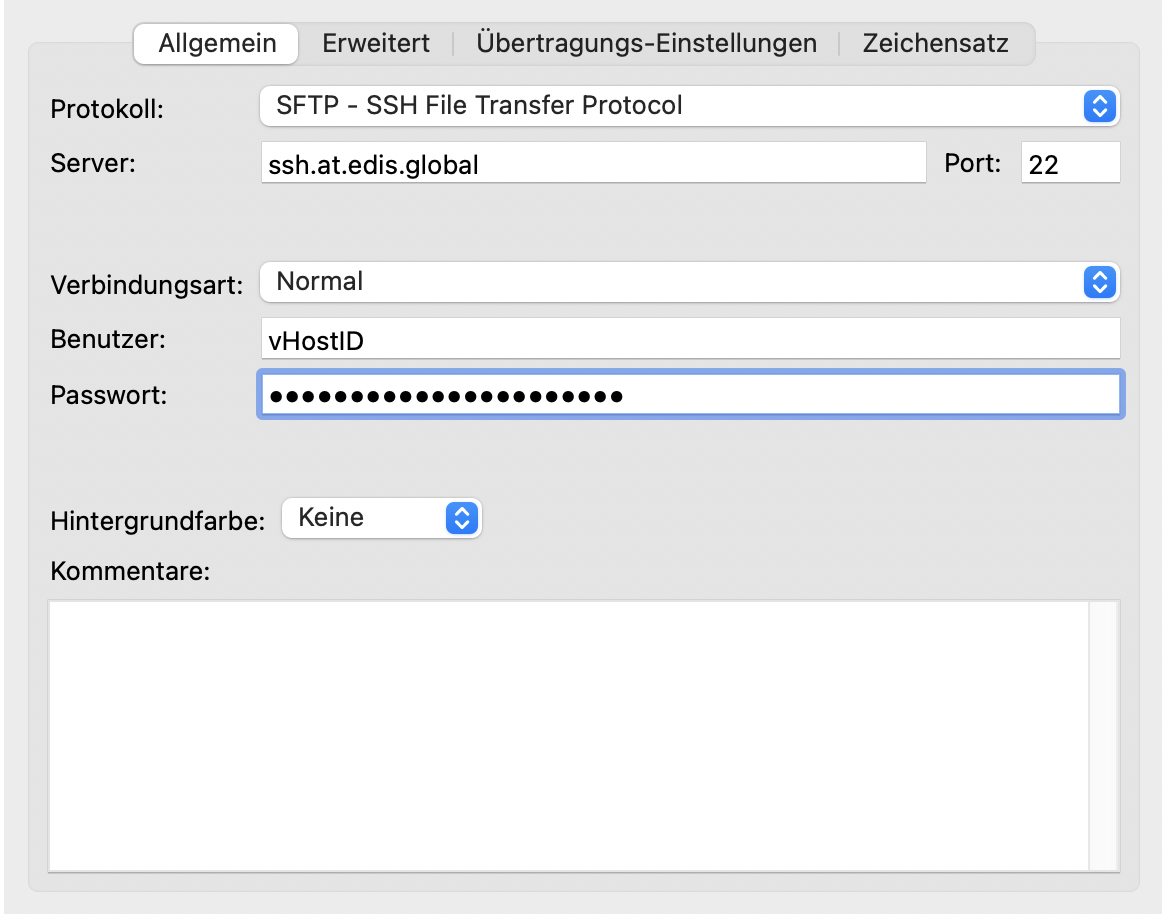 Allgemein Erweitert Übertragungs-Einstellungen Zeichensatz
Protokoll: SFTP - SSH File Transfer Protocol
Server: ssh.at.edis.global Port: 22
Verbindungsart: Normal
Benutzer: vHostID
Passwort: ••••••••••••••••••••••
Hintergrundfarbe: Keine
Kommentare: